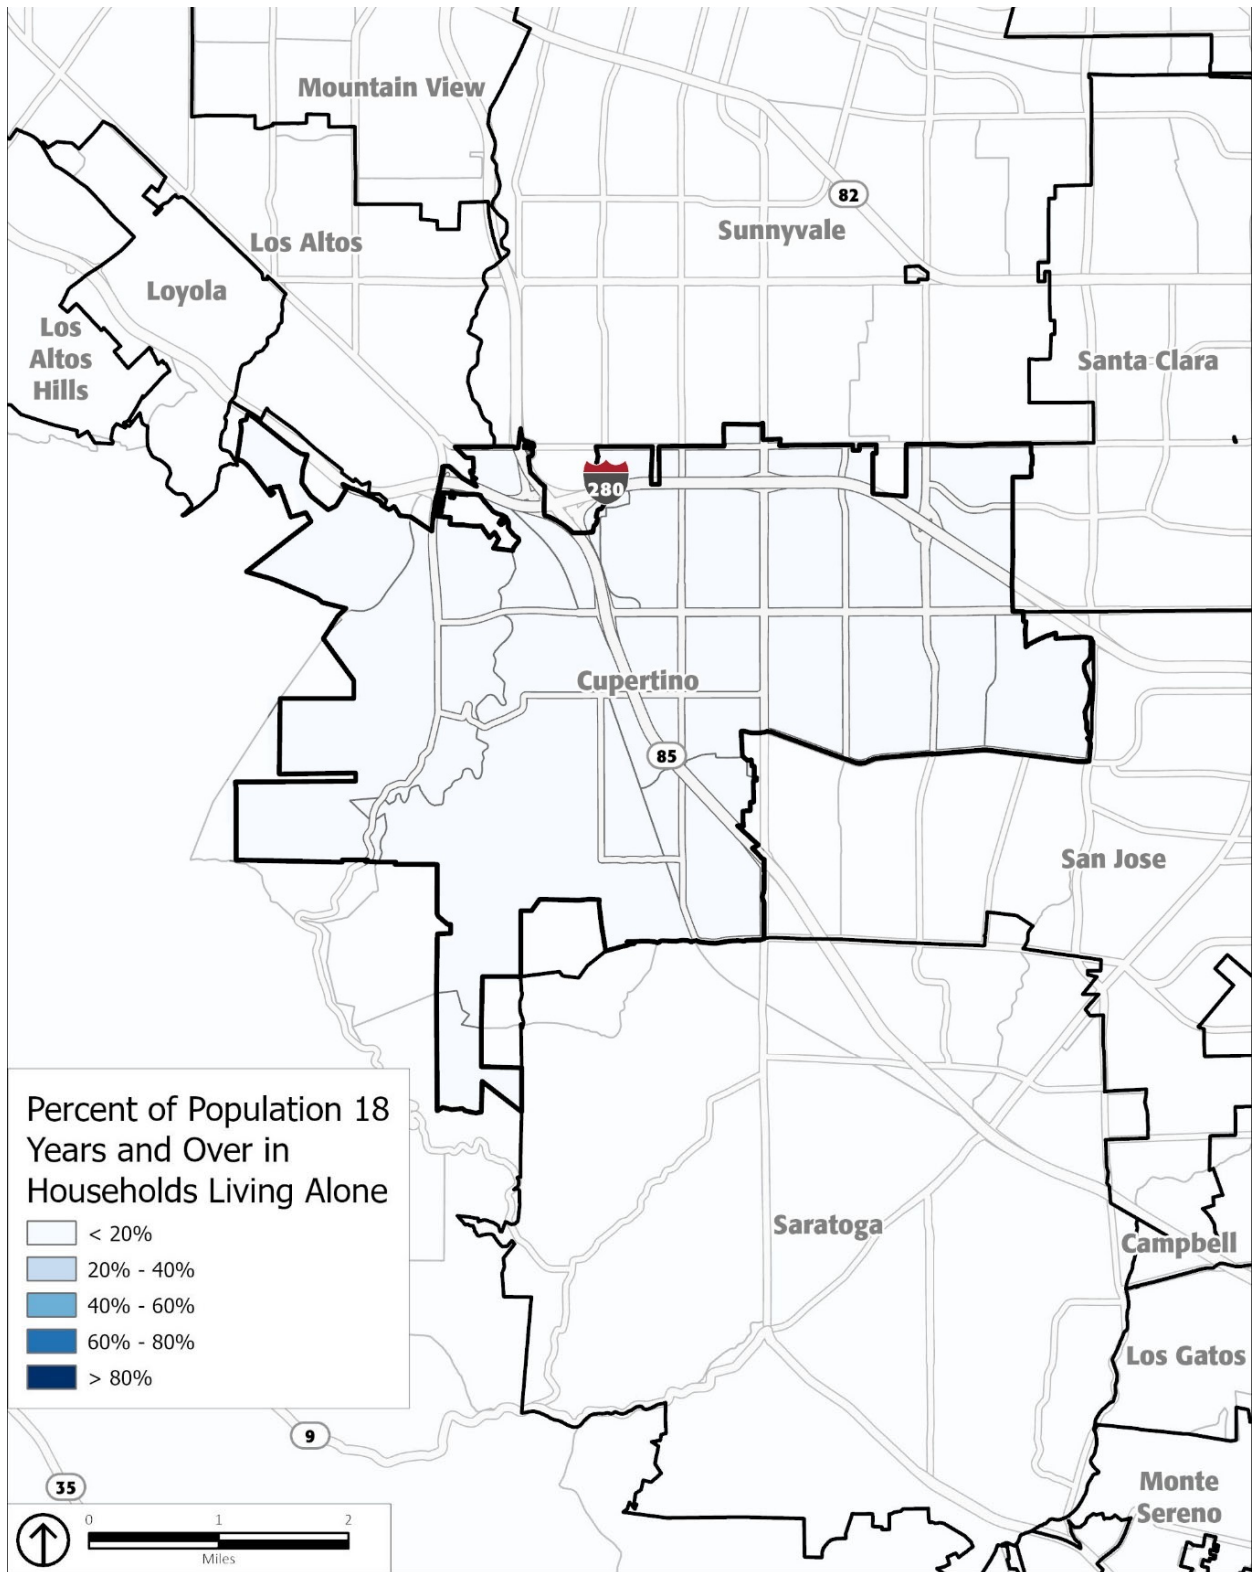 Mountain View
82
Sunnyvale
Los Altos
Loyola
Los
Altos
Hills
Santa Clara
280
Cupertino
85
San Jose
Percent of Population 18
Years and Over in
Households Living Alone
< 20%
20% - 40%
40% - 60%
60% - 80%
> 80%
Saratoga
Campbell
Los Gatos
9
35
Monte
Sereno
0 1 2
Miles